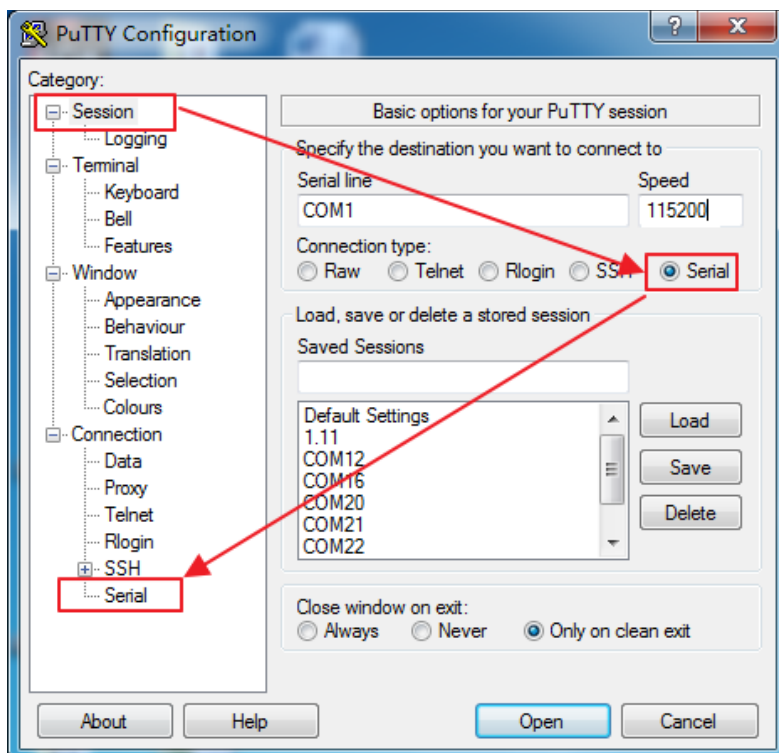 PuTTY Configuration
Category:
Session
Logging
Terminal
Keyboard
Bell
Features
Window
Appearance
Behaviour
Translation
Selection
Colours
Connection
Data
Proxy
Telnet
Rlogin
SSH
Serial
Basic options for your PuTTY session
Specify the destination you want to connect to
Serial line Speed
COM1 115200
Connection type:
Raw Telnet Rlogin SSH Serial
Load, save or delete a stored session
Saved Sessions
Default Settings
1.11
COM12
COM16
COM20
COM21
COM22
Load
Save
Delete
Close window on exit:
Always Never Only on clean exit
About Help Open Cancel